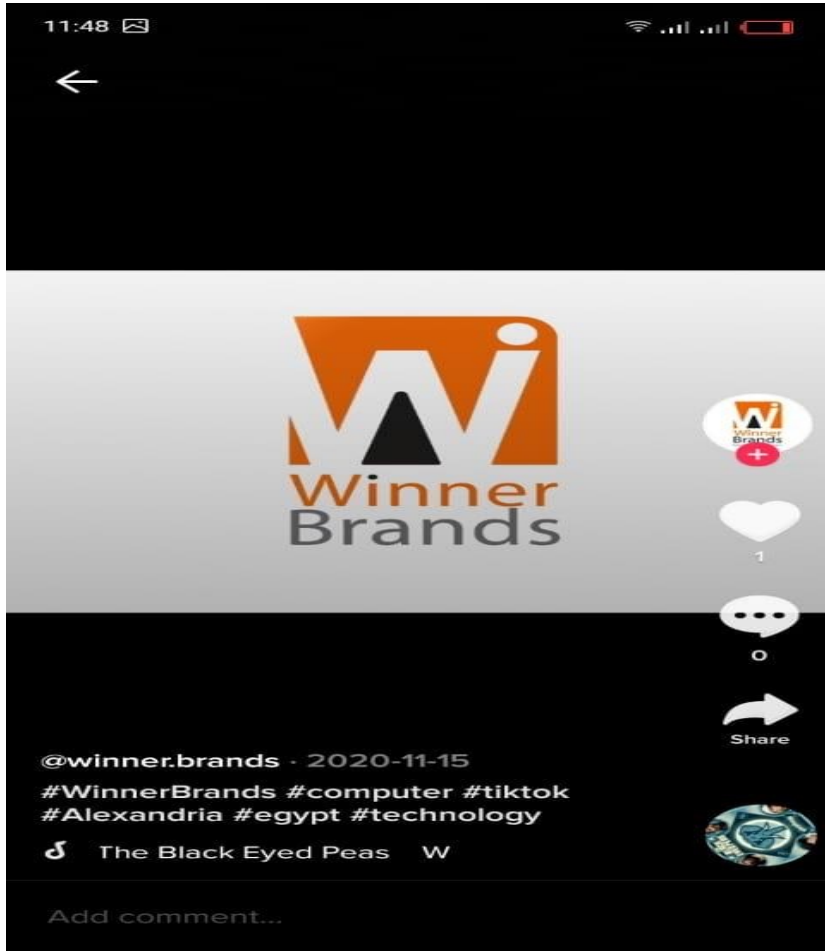 11:48
Winner
Brands
Winner
Brands
1
0
Share
@winner.brands · 2020-11-15
#WinnerBrands #computer #tiktok
#Alexandria #egypt #technology
The Black Eyed Peas W
Add comment...